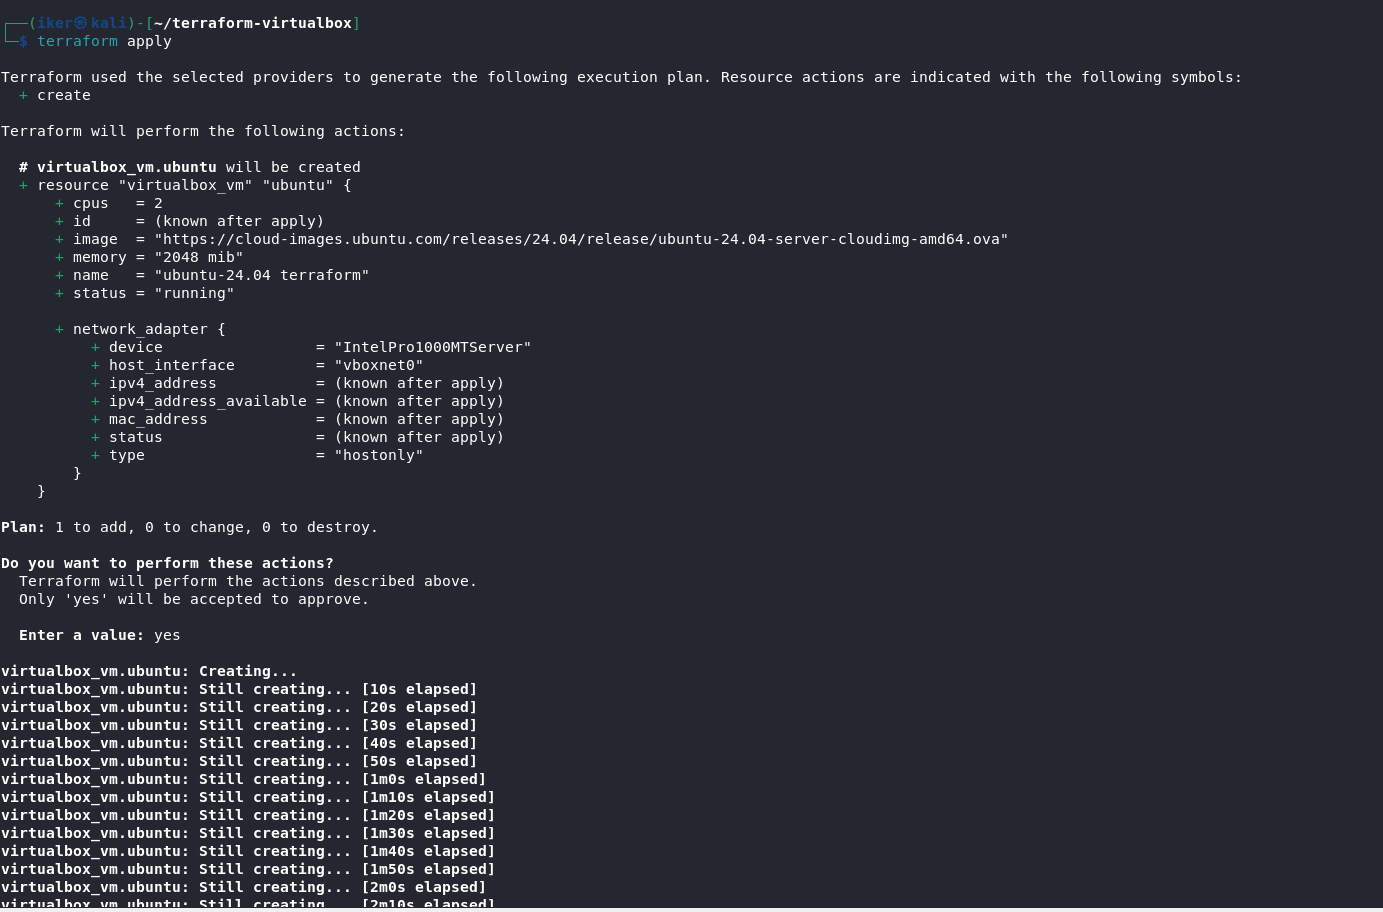 ┌──(iker㉿kali)-[~/terraform-virtualbox]
└─$ terraform apply

Terraform used the selected providers to generate the following execution plan. Resource actions are indicated with the following symbols:
  + create

Terraform will perform the following actions:

  # virtualbox_vm.ubuntu will be created
  + resource "virtualbox_vm" "ubuntu" {
      + cpus   = 2
      + id     = (known after apply)
      + image  = "https://cloud-images.ubuntu.com/releases/24.04/release/ubuntu-24.04-server-cloudimg-amd64.ova"
      + memory = "2048 mib"
      + name   = "ubuntu-24.04 terraform"
      + status = "running"

      + network_adapter {
          + device                 = "IntelPro1000MTServer"
          + host_interface         = "vboxnet0"
          + ipv4_address           = (known after apply)
          + ipv4_address_available = (known after apply)
          + mac_address            = (known after apply)
          + status                 = (known after apply)
          + type                   = "hostonly"
        }
    }

Plan: 1 to add, 0 to change, 0 to destroy.

Do you want to perform these actions?
  Terraform will perform the actions described above.
  Only 'yes' will be accepted to approve.

  Enter a value: yes

virtualbox_vm.ubuntu: Creating...
virtualbox_vm.ubuntu: Still creating... [10s elapsed]
virtualbox_vm.ubuntu: Still creating... [20s elapsed]
virtualbox_vm.ubuntu: Still creating... [30s elapsed]
virtualbox_vm.ubuntu: Still creating... [40s elapsed]
virtualbox_vm.ubuntu: Still creating... [50s elapsed]
virtualbox_vm.ubuntu: Still creating... [1m0s elapsed]
virtualbox_vm.ubuntu: Still creating... [1m10s elapsed]
virtualbox_vm.ubuntu: Still creating... [1m20s elapsed]
virtualbox_vm.ubuntu: Still creating... [1m30s elapsed]
virtualbox_vm.ubuntu: Still creating... [1m40s elapsed]
virtualbox_vm.ubuntu: Still creating... [1m50s elapsed]
virtualbox_vm.ubuntu: Still creating... [2m0s elapsed]
virtualbox_vm.ubuntu: Still creating... [2m10s elapsed]